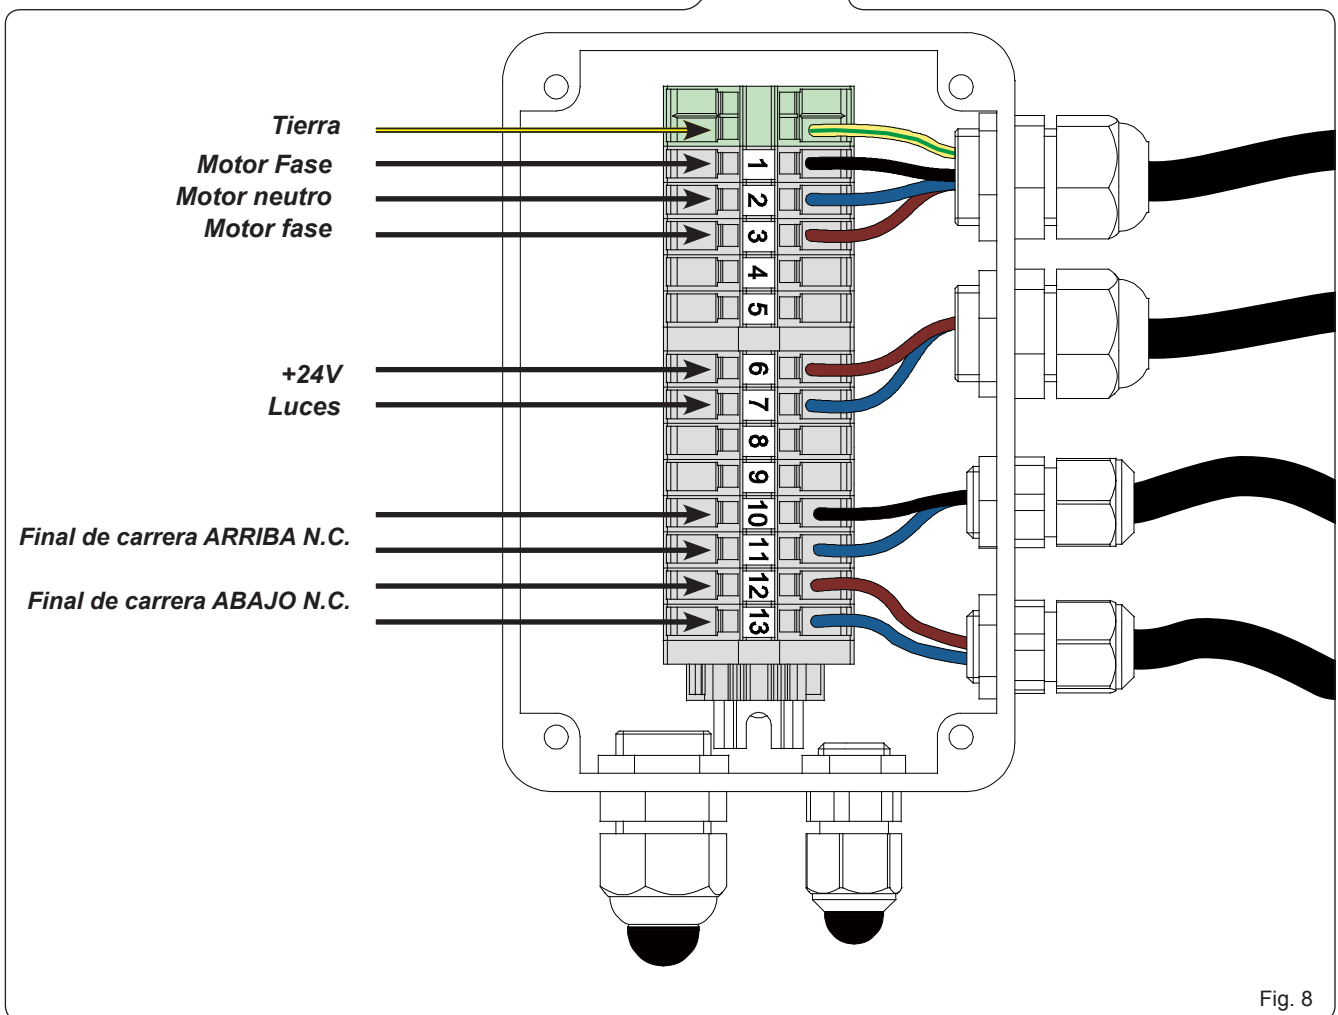 Tierra
Motor Fase
Motor neutro
Motor fase
+24V
Luces
Final de carrera ARRIBA N.C.
Final de carrera ABAJO N.C.
1
2
3
4
5
6
7
8
9
10
11
12
13
Fig. 8